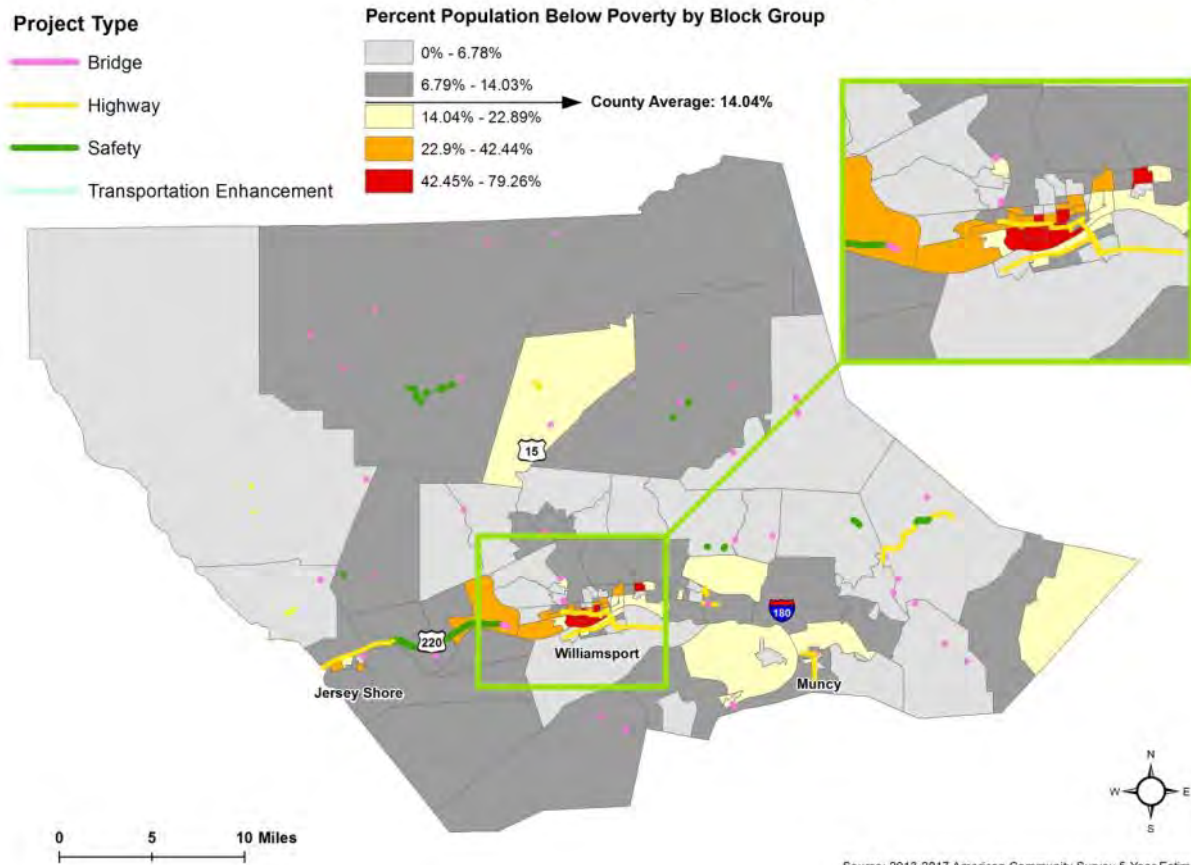 Project Type
Bridge
Highway
Safety
Transportation Enhancement
Percent Population Below Poverty by Block Group
0% - 6.78%
6.79% - 14.03%
County Average: 14.04%
14.04% - 22.89%
22.9% - 42.44%
42.45% - 79.26%
15
220
180
Williamsport
Jersey Shore
Muncy
N
W E
S
0 5 10 Miles